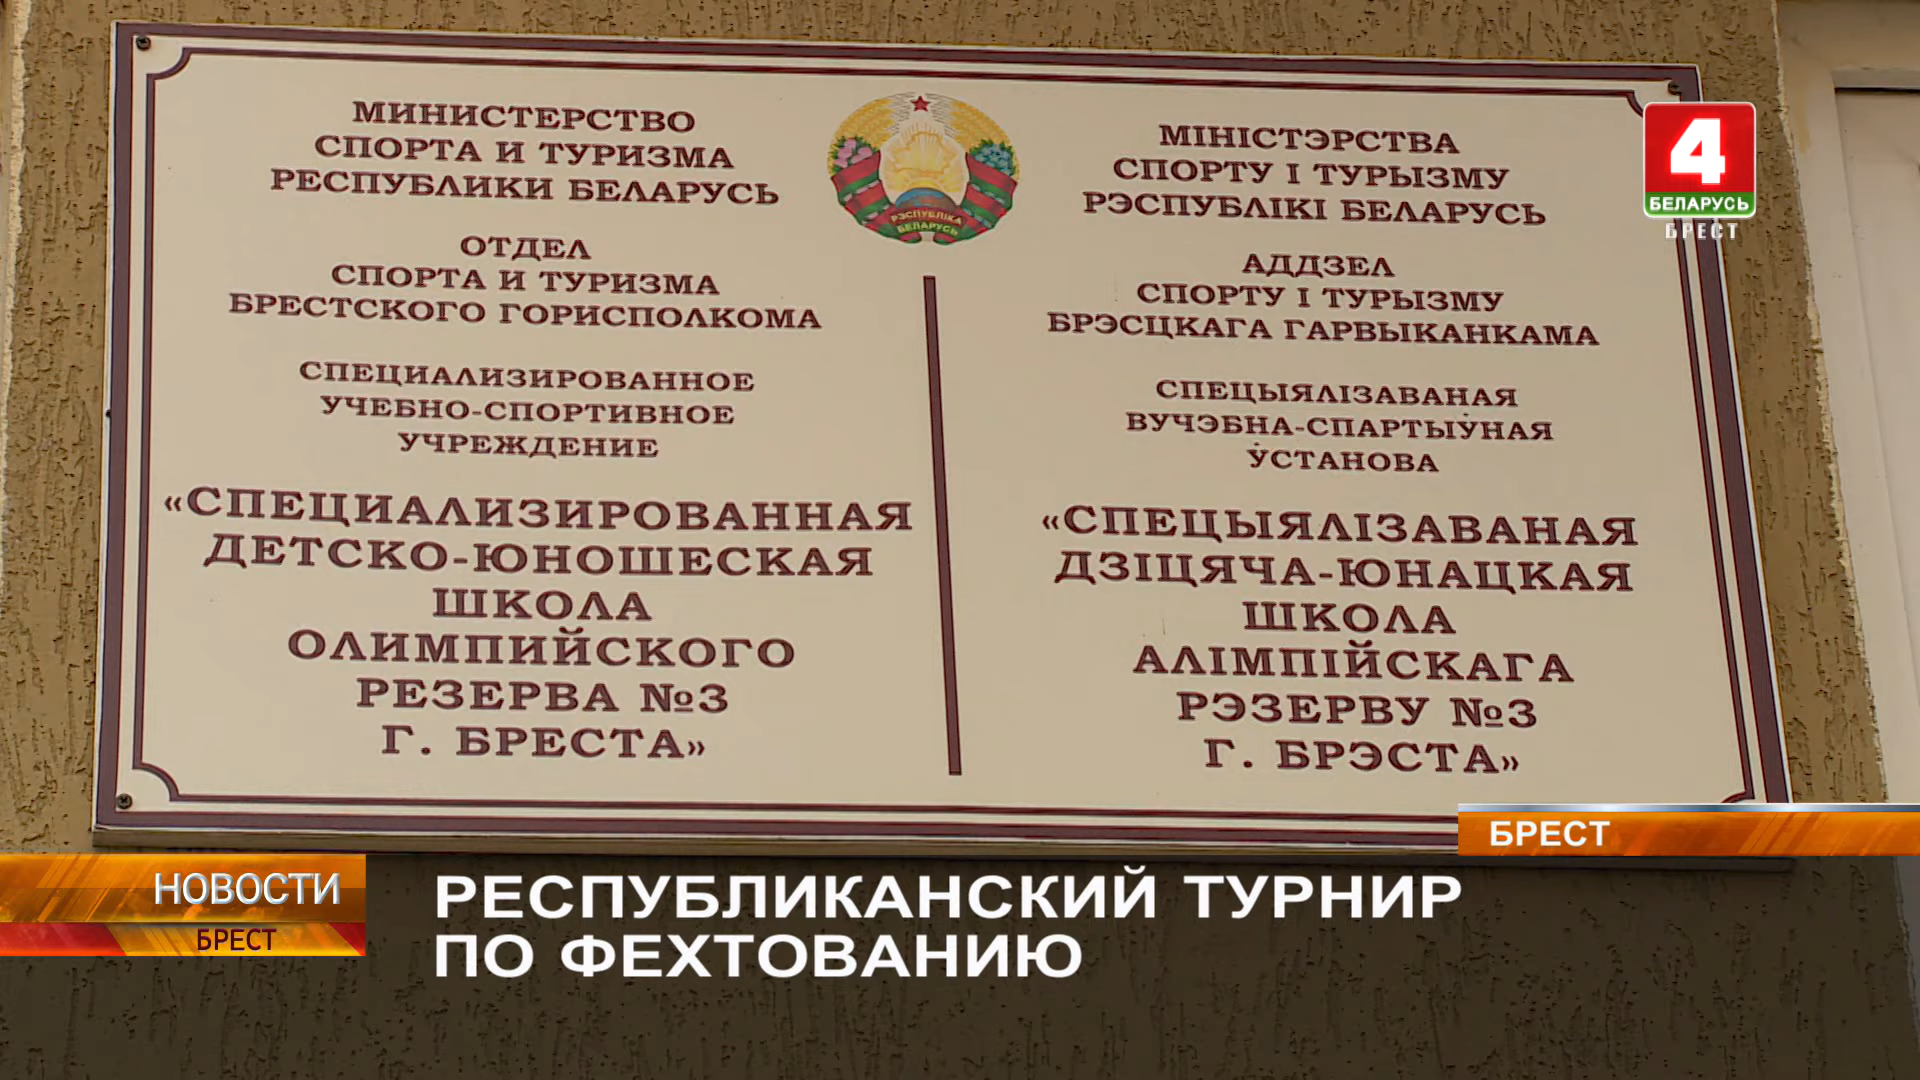 МИНИСТЕРСТВО
СПОРТА И ТУРИЗМА
РЕСПУБЛИКИ БЕЛАРУСЬ
ОТДЕЛ
СПОРТА И ТУРИЗМА
БРЕСТСКОГО ГОРИСПОЛКОМА
СПЕЦИАЛИЗИРОВАННОЕ
УЧЕБНО-СПОРТИВНОЕ
УЧРЕЖДЕНИЕ
«СПЕЦИАЛИЗИРОВАННАЯ
ДЕТСКО-ЮНОШЕСКАЯ
ШКОЛА
ОЛИМПИЙСКОГО
РЕЗЕРВА №3
Г. БРЕСТА»
РЭСПУБЛІКА
БЕЛАРУСЬ
МІНІСТЭРСТВА
СПОРТУ І ТУРЫЗМУ
РЭСПУБЛІКІ БЕЛАРУСЬ
АДДЗЕЛ
СПОРТУ І ТУРЫЗМУ
БРЭСЦКАГА ГАРВЫКАНКАМА
СПЕЦЫЯЛІЗАВАНАЯ
ВУЧЭБНА-СПАРТЫЎНАЯ
ЎСТАНОВА
«СПЕЦЫЯЛІЗАВАНАЯ
ДЗІЦЯЧА-ЮНАЦКАЯ
ШКОЛА
АЛІМПІЙСКАГА
РЭЗЕРВУ №3
Г. БРЭСТА»
4
БЕЛАРУСЬ
БРЕСТ
БРЕСТ
НОВОСТИ
БРЕСТ
РЕСПУБЛИКАНСКИЙ ТУРНИР
ПО ФЕХТОВАНИЮ